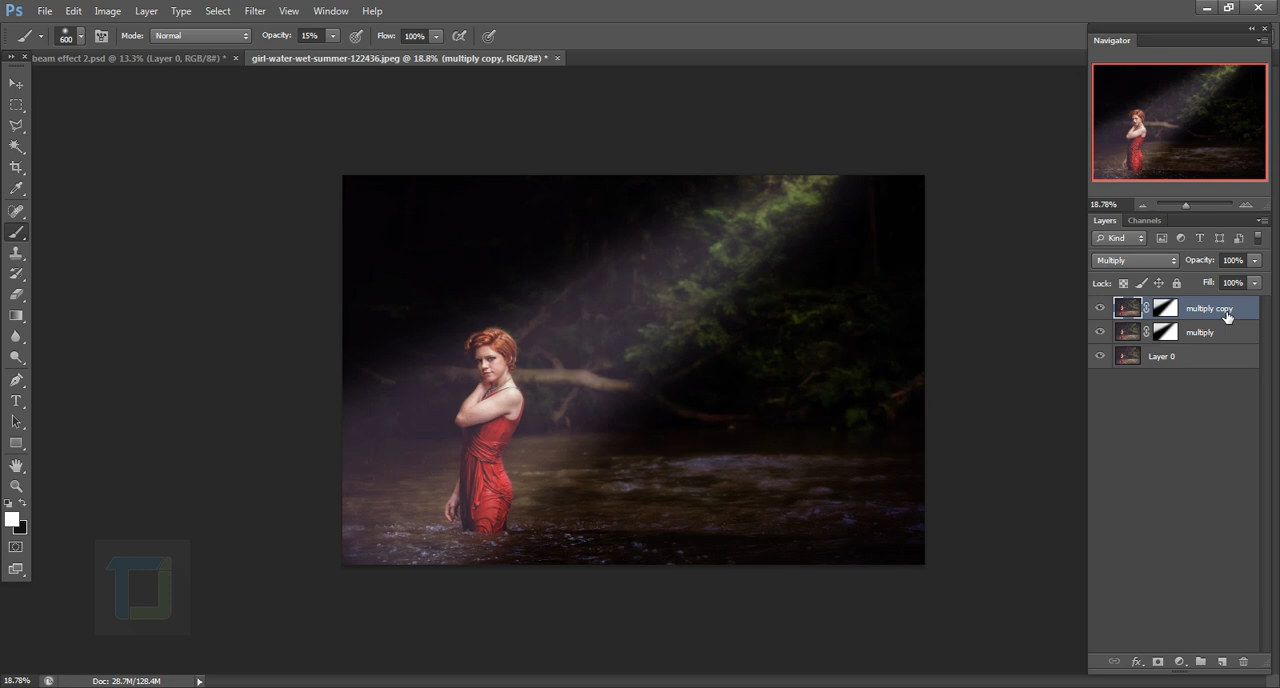 Ps File Edit Image Layer Type Select Filter View Window Help
600 Mode: Normal Opacity: 15% Flow: 100%
beam effect 2.psd @ 13.3% (Layer 0, RGB/8#) * × girl-water-wet-summer-122436.jpeg @ 18.8% (multiply copy, RGB/8#) * ×
Navigator
18.78%
Layers Channels
Kind
Multiply Opacity: 100%
Lock: Fill: 100%
multiply copy
multiply
Layer 0
18.78% Doc: 28.7M/128.4M